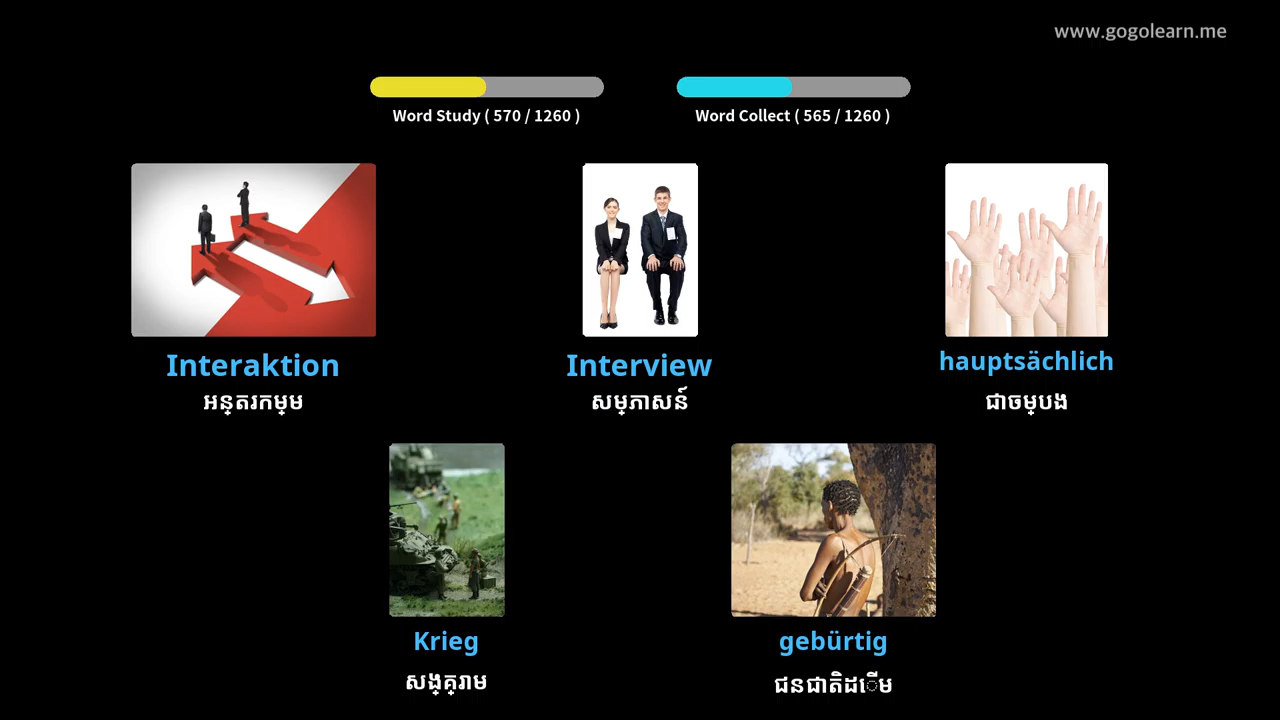 www.gogolearn.me
Word Study ( 570 / 1260 )
Word Collect ( 565 / 1260 )
Interaktion
អន្តរកម្ម
Interview
សម្ភាសន៍
hauptsächlich
ជាចម្បង
Krieg
សង្គ្រាម
gebürtig
ជនជាតិដើម